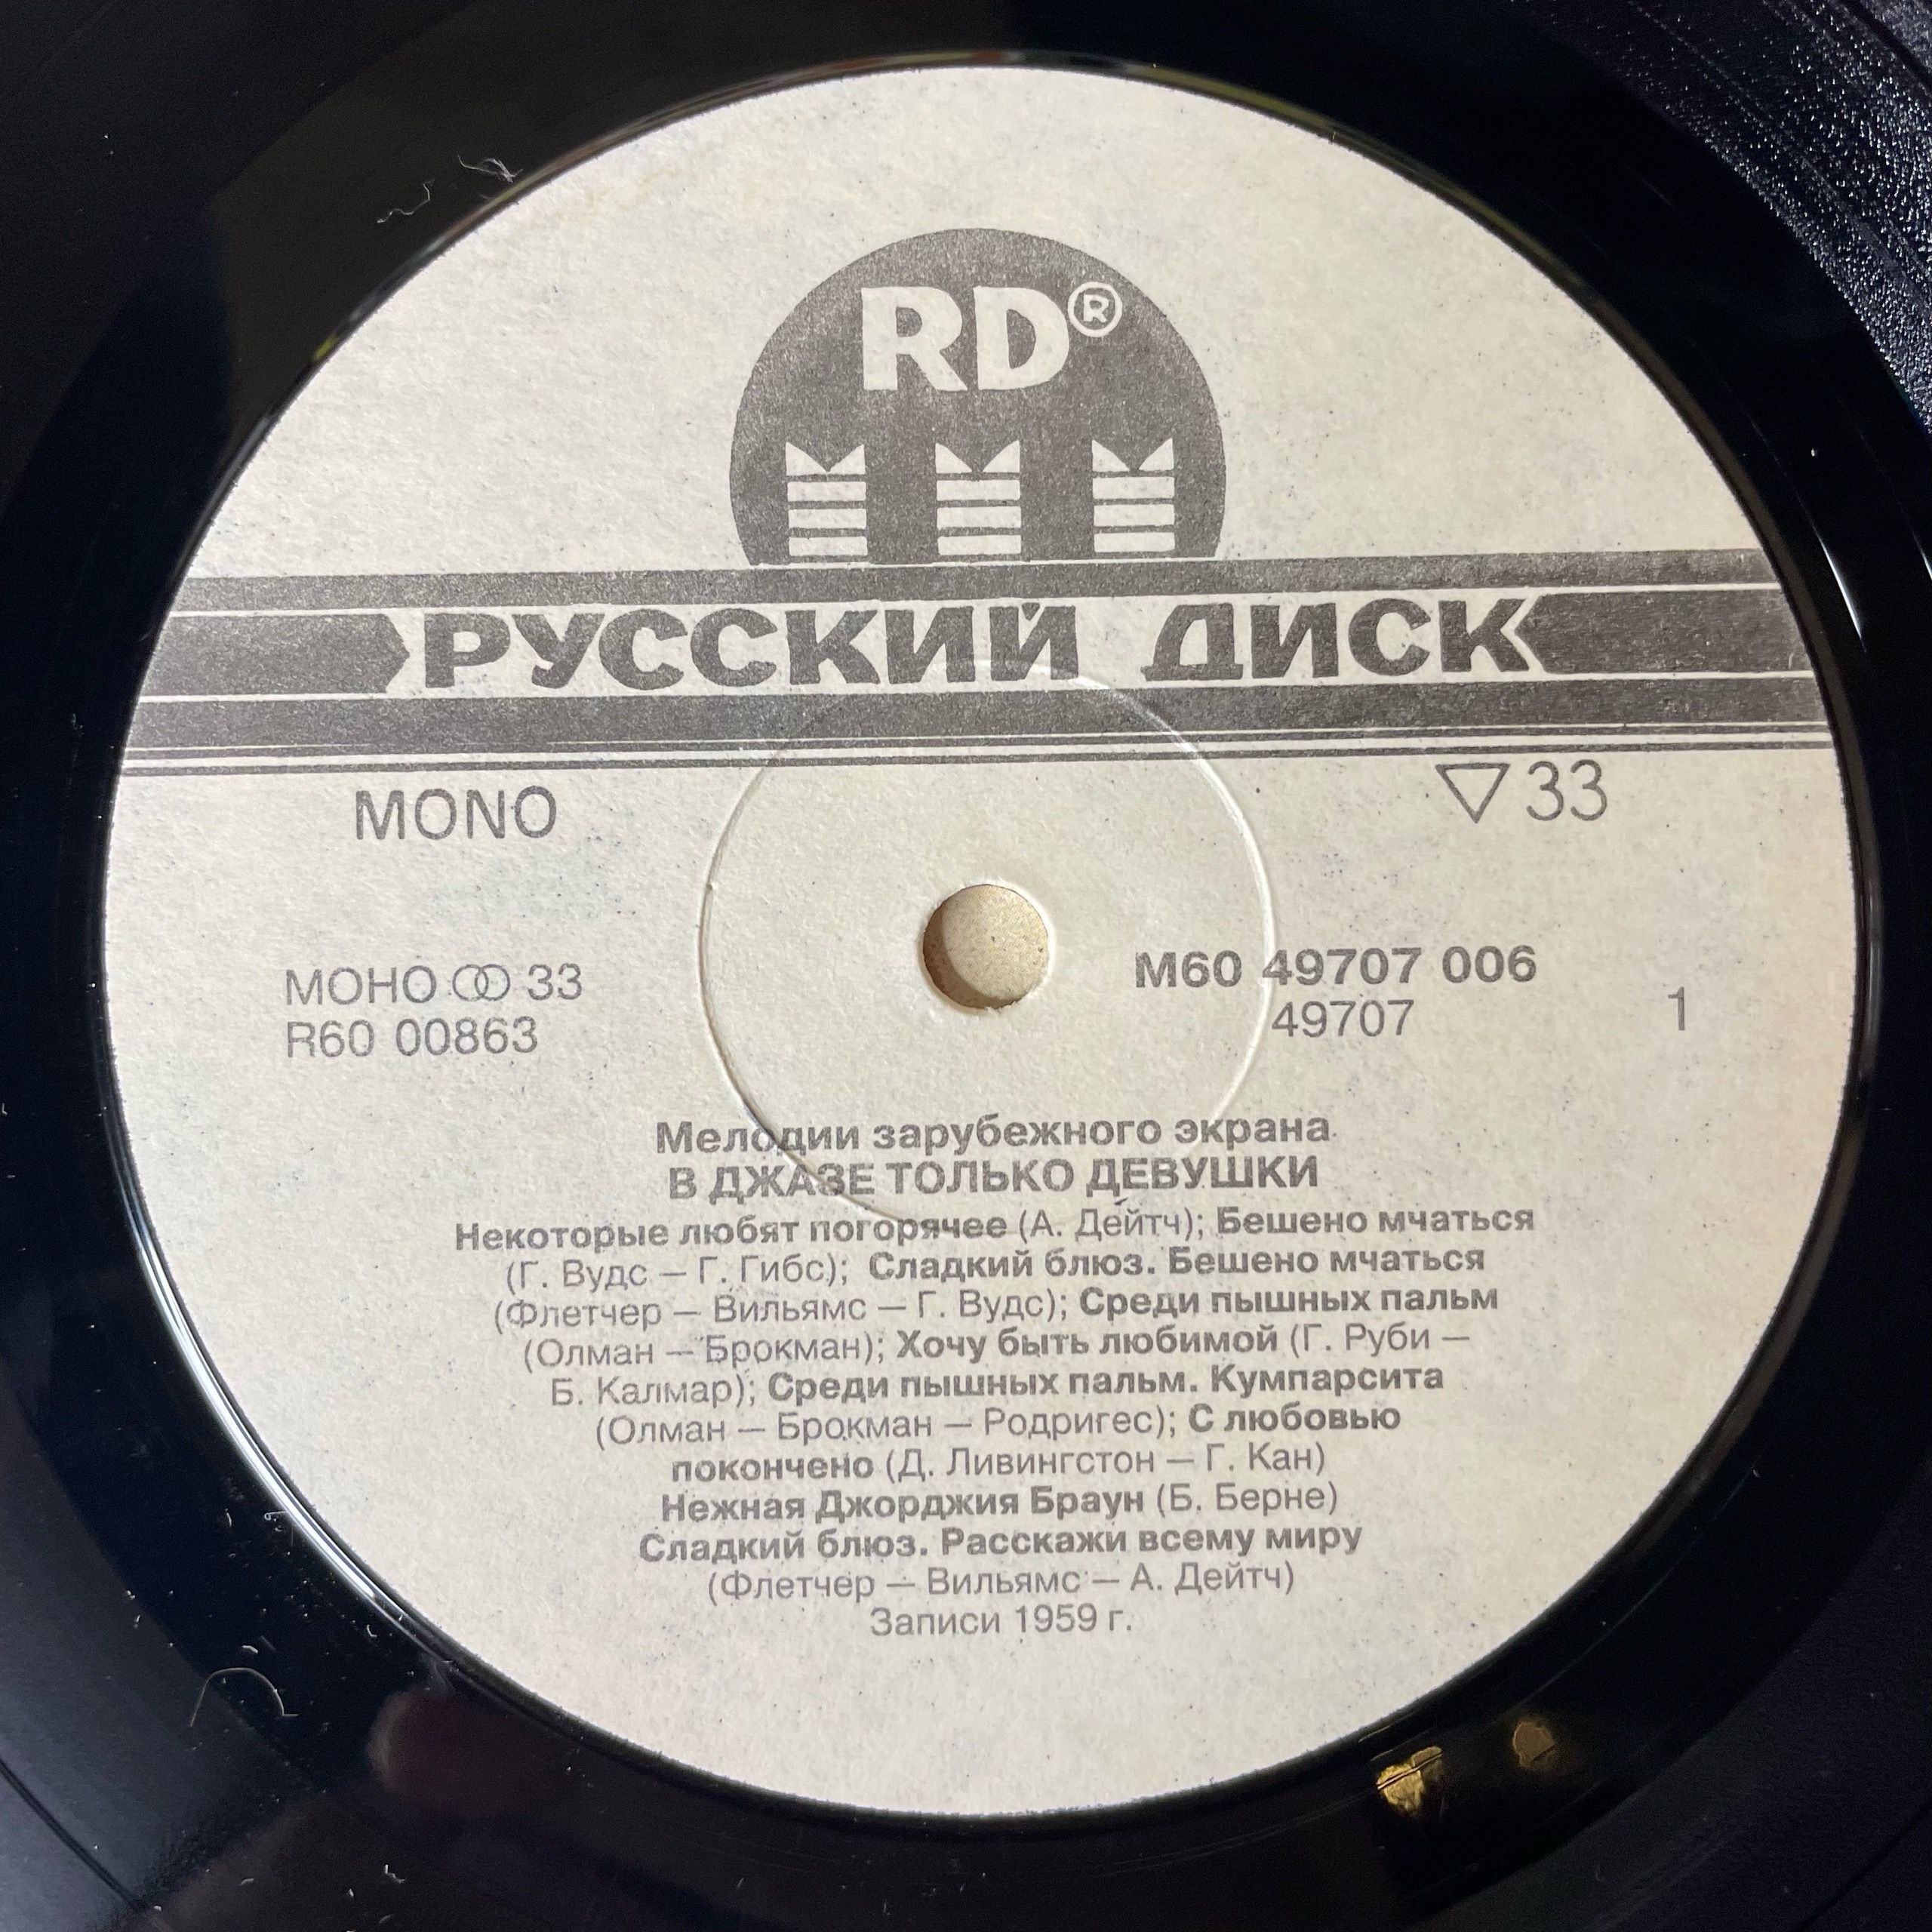 RD®
РУССКИЙ ДИСК
MONO ▽ 33
МОНО 33 М60 49707 006
R60 00863 49707 1
Мелодии зарубежного экрана
В ДЖАЗЕ ТОЛЬКО ДЕВУШКИ
Некоторые любят погорячее (А. Дейтч); Бешено мчаться
(Г. Вудс — Г. Гибс); Сладкий блюз. Бешено мчаться
(Флетчер — Вильямс — Г. Вудс); Среди пышных пальм
(Олман — Брокман); Хочу быть любимой (Г. Руби —
Б. Калмар); Среди пышных пальм. Кумпарсита
(Олман — Брокман — Родригес); С любовью
покончено (Д. Ливингстон — Г. Кан)
Нежная Джорджия Браун (Б. Берне)
Сладкий блюз. Расскажи всему миру
(Флетчер — Вильямс — А. Дейтч)
Записи 1959 г.